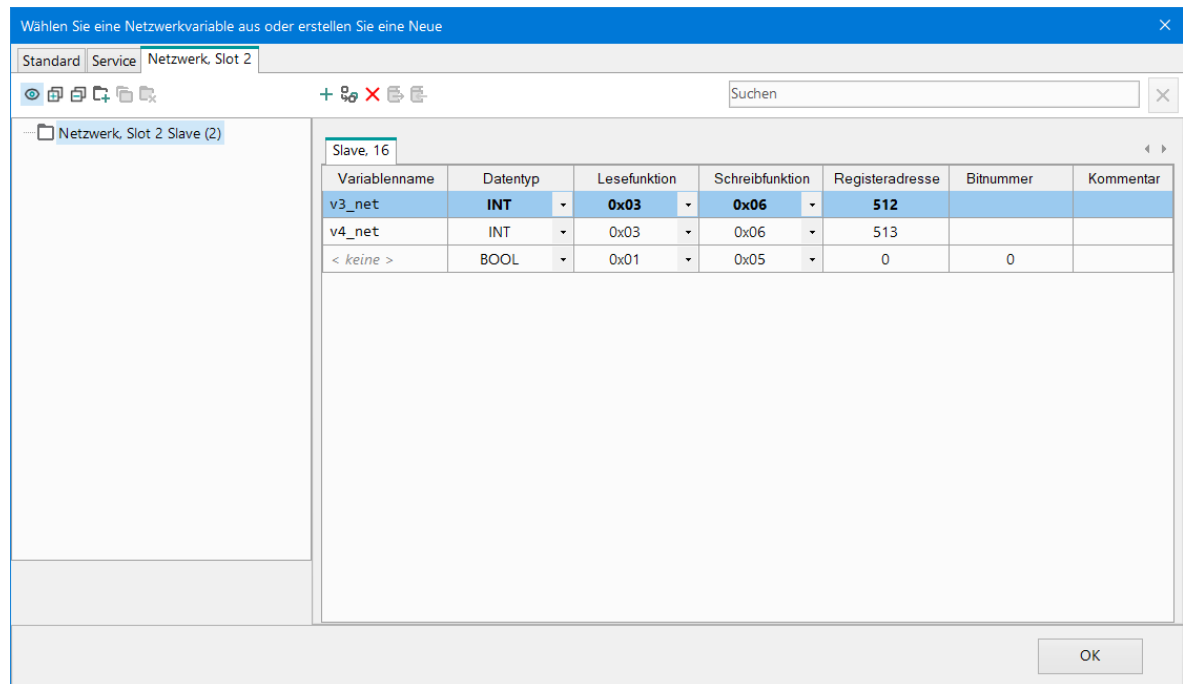 Wählen Sie eine Netzwerkvariable aus oder erstellen Sie eine Neue
Standard Service Netzwerk, Slot 2
Suchen
Netzwerk, Slot 2 Slave (2)
Slave, 16
Variablenname Datentyp Lesefunktion Schreibfunktion Registeradresse Bitnummer Kommentar
v3_net INT 0x03 0x06 512
v4_net INT 0x03 0x06 513
< keine > BOOL 0x01 0x05 0 0
OK